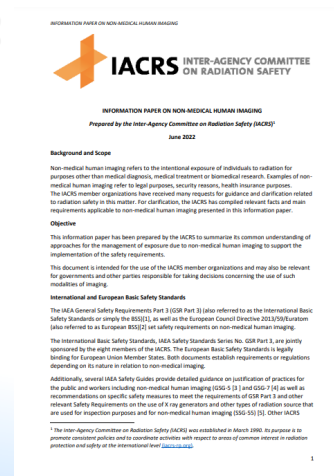 INFORMATION PAPER ON NON-MEDICAL HUMAN IMAGING
IACRS INTER-AGENCY COMMITTEE
ON RADIATION SAFETY
INFORMATION PAPER ON NON-MEDICAL HUMAN IMAGING
Prepared by the Inter-Agency Committee on Radiation Safety (IACRS)¹
June 2022
Background and Scope
Non-medical human imaging refers to the intentional exposure of individuals to radiation for
purposes other than medical diagnosis, medical treatment or biomedical research. Examples of non-
medical human imaging refer to legal purposes, security reasons, health insurance purposes.
The IACRS member organizations have received many requests for guidance and clarification related
to radiation safety in this matter. For clarification, the IACRS has compiled relevant facts and main
requirements applicable to non-medical human imaging presented in this information paper.
Objective
This information paper has been prepared by the IACRS to summarize its common understanding of
approaches for the management of exposure due to non-medical human imaging to support the
implementation of the safety requirements.
This document is intended for the use of the IACRS member organizations and may also be relevant
for governments and other parties responsible for taking decisions concerning the use of such
modalities of imaging.
International and European Basic Safety Standards
The IAEA General Safety Requirements Part 3 (GSR Part 3) (also referred to as the International Basic
Safety Standards or simply the BSS)[1], as well as the European Council Directive 2013/59/Euratom
(also referred to as European BSS)[2] set safety requirements on non-medical human imaging.
The International Basic Safety Standards, IAEA Safety Standards Series No. GSR Part 3, are jointly
sponsored by the eight members of the IACRS. The European Basic Safety Standards is legally
binding for European Union Member States. Both documents establish requirements or regulations
depending on its nature in relation to non-medical imaging.
Additionally, several IAEA Safety Guides provide detailed guidance on justification of practices for
the public and workers including non-medical human imaging (GSG-5 [3 ] and GSG-7 [4] as well as
recommendations on specific safety measures to meet the requirements of GSR Part 3 and other
relevant Safety Requirements on the use of X ray generators and other types of radiation source that
are used for inspection purposes and for non-medical human imaging (SSG-55) [5]. Other IACRS
¹ The Inter-Agency Committee on Radiation Safety (IACRS) was established in March 1990. Its purpose is to
promote consistent policies and to coordinate activities with respect to areas of common interest in radiation
protection and safety at the international level (iacrs-rp.org).
1